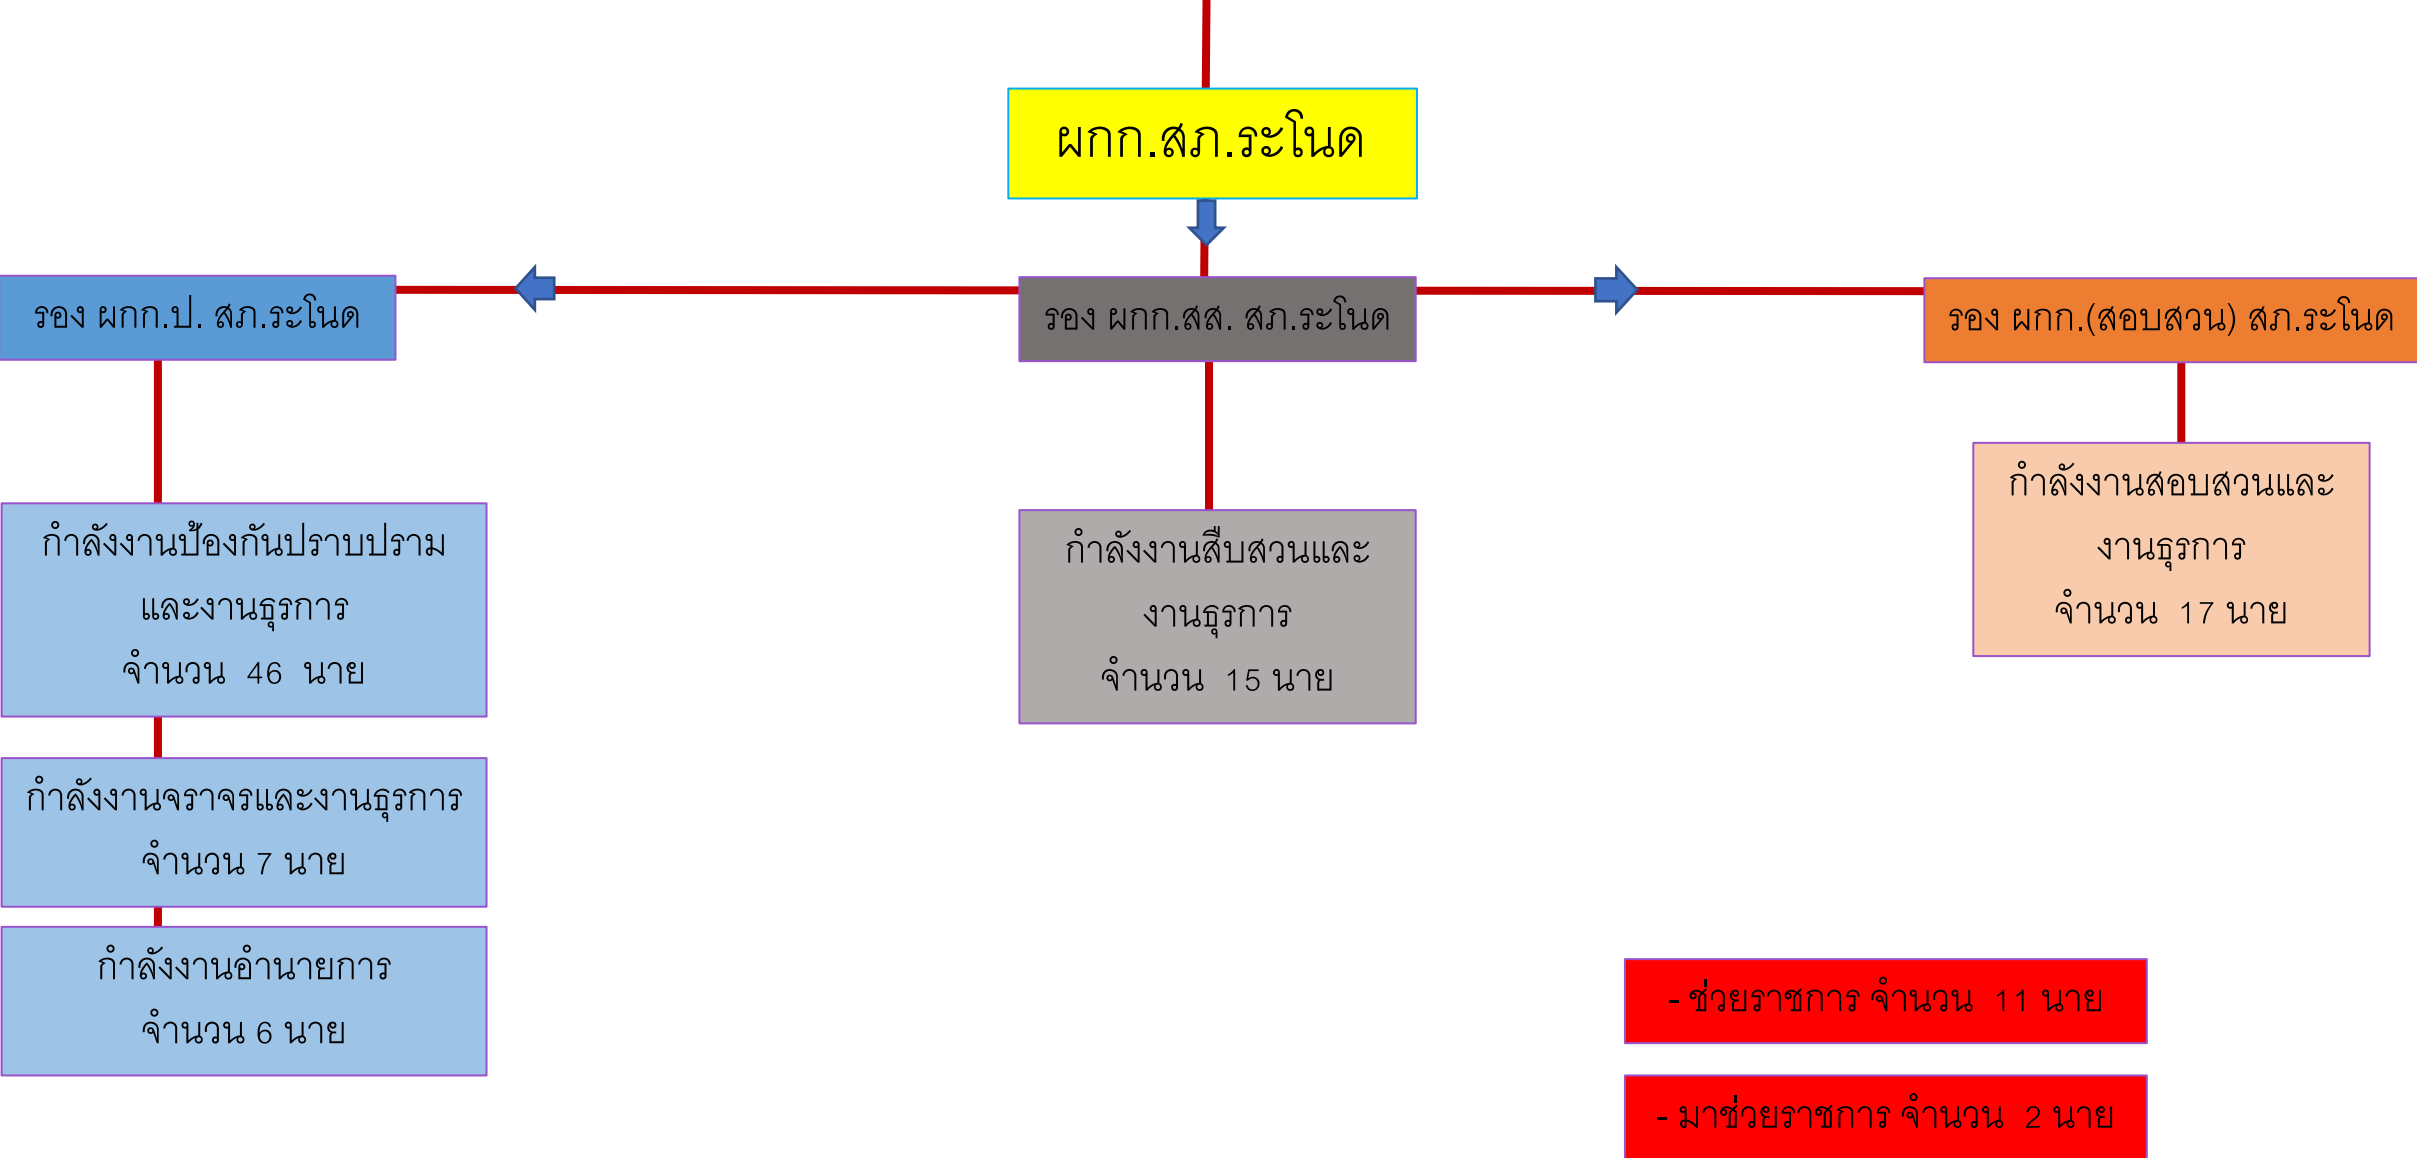 ผกก.สภ.ระโนด
รอง ผกก.ป. สภ.ระโนด
รอง ผกก.สส. สภ.ระโนด
รอง ผกก.(สอบสวน) สภ.ระโนด
กำลังงานป้องกันปราบปราม
และงานธุรการ
จำนวน 46 นาย
กำลังงานจราจรและงานธุรการ
จำนวน 7 นาย
กำลังงานอำนายการ
จำนวน 6 นาย
กำลังงานสืบสวนและ
งานธุรการ
จำนวน 15 นาย
กำลังงานสอบสวนและ
งานธุรการ
จำนวน 17 นาย
- ช่วยราชการ จำนวน 11 นาย
- มาช่วยราชการ จำนวน 2 นาย